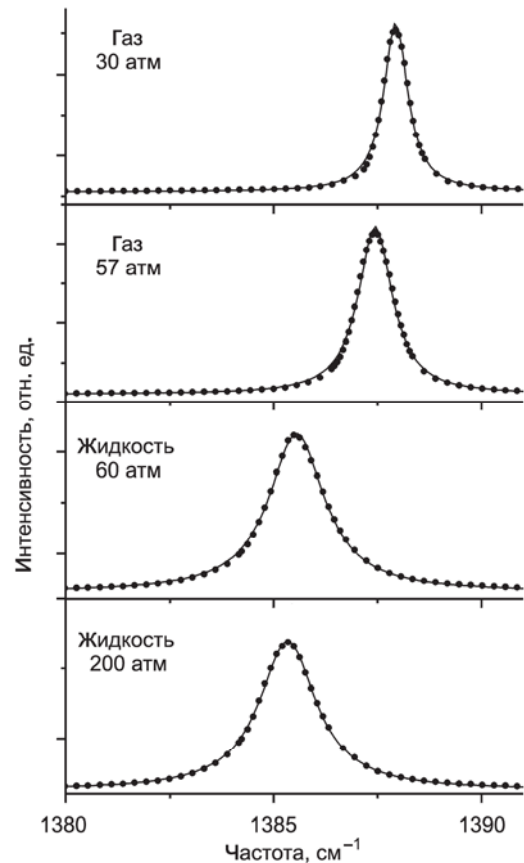 Газ
30 атм
Газ
57 атм
Жидкость
60 атм
Жидкость
200 атм
Интенсивность, отн. ед.
1380
1385
1390
Частота, см⁻¹